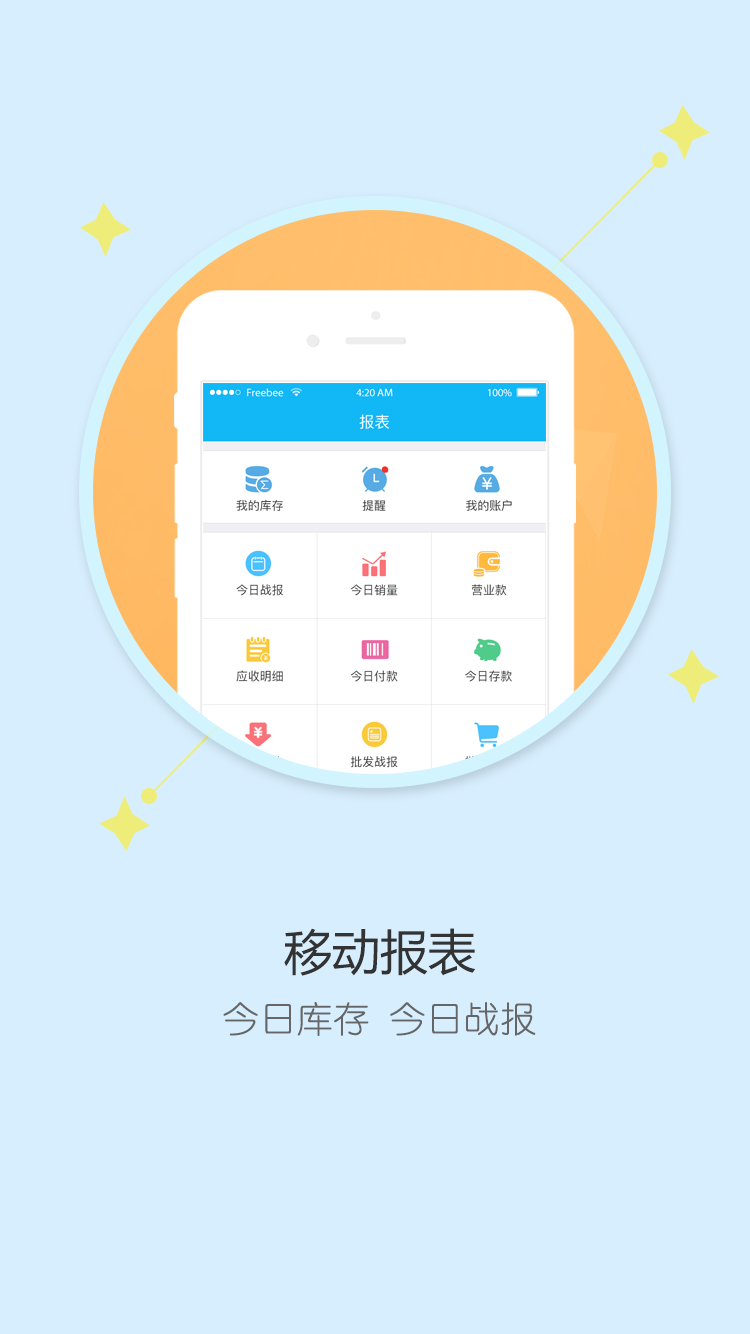 Freebee 4:20 AM 100%
报表
我的库存 提醒 我的账户
今日战报 今日销量 营业款
应收明细 今日付款 今日存款
批发战报
移动报表
今日库存 今日战报